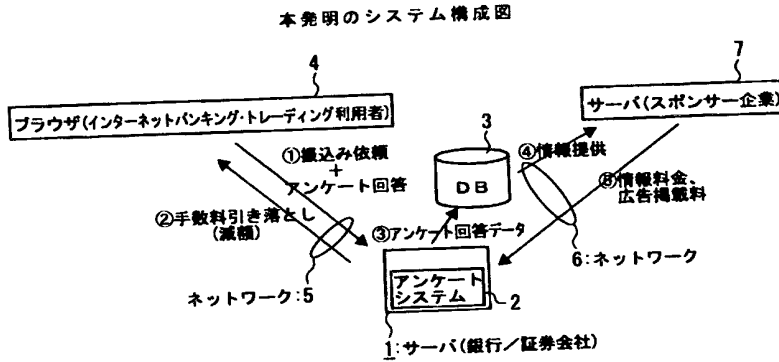 本発明のシステム構成図
4
7
ブラウザ(インターネットバンキング・トレーディング利用者)
サーバ(スポンサー企業)
3
①振込み依頼
+
アンケート回答
④情報提供
DB
⑤情報料金、
広告掲載料
②手数料引き落とし
(減額)
③アンケート回答データ
6:ネットワーク
ネットワーク:5
アンケート
システム
2
1:サーバ(銀行/証券会社)